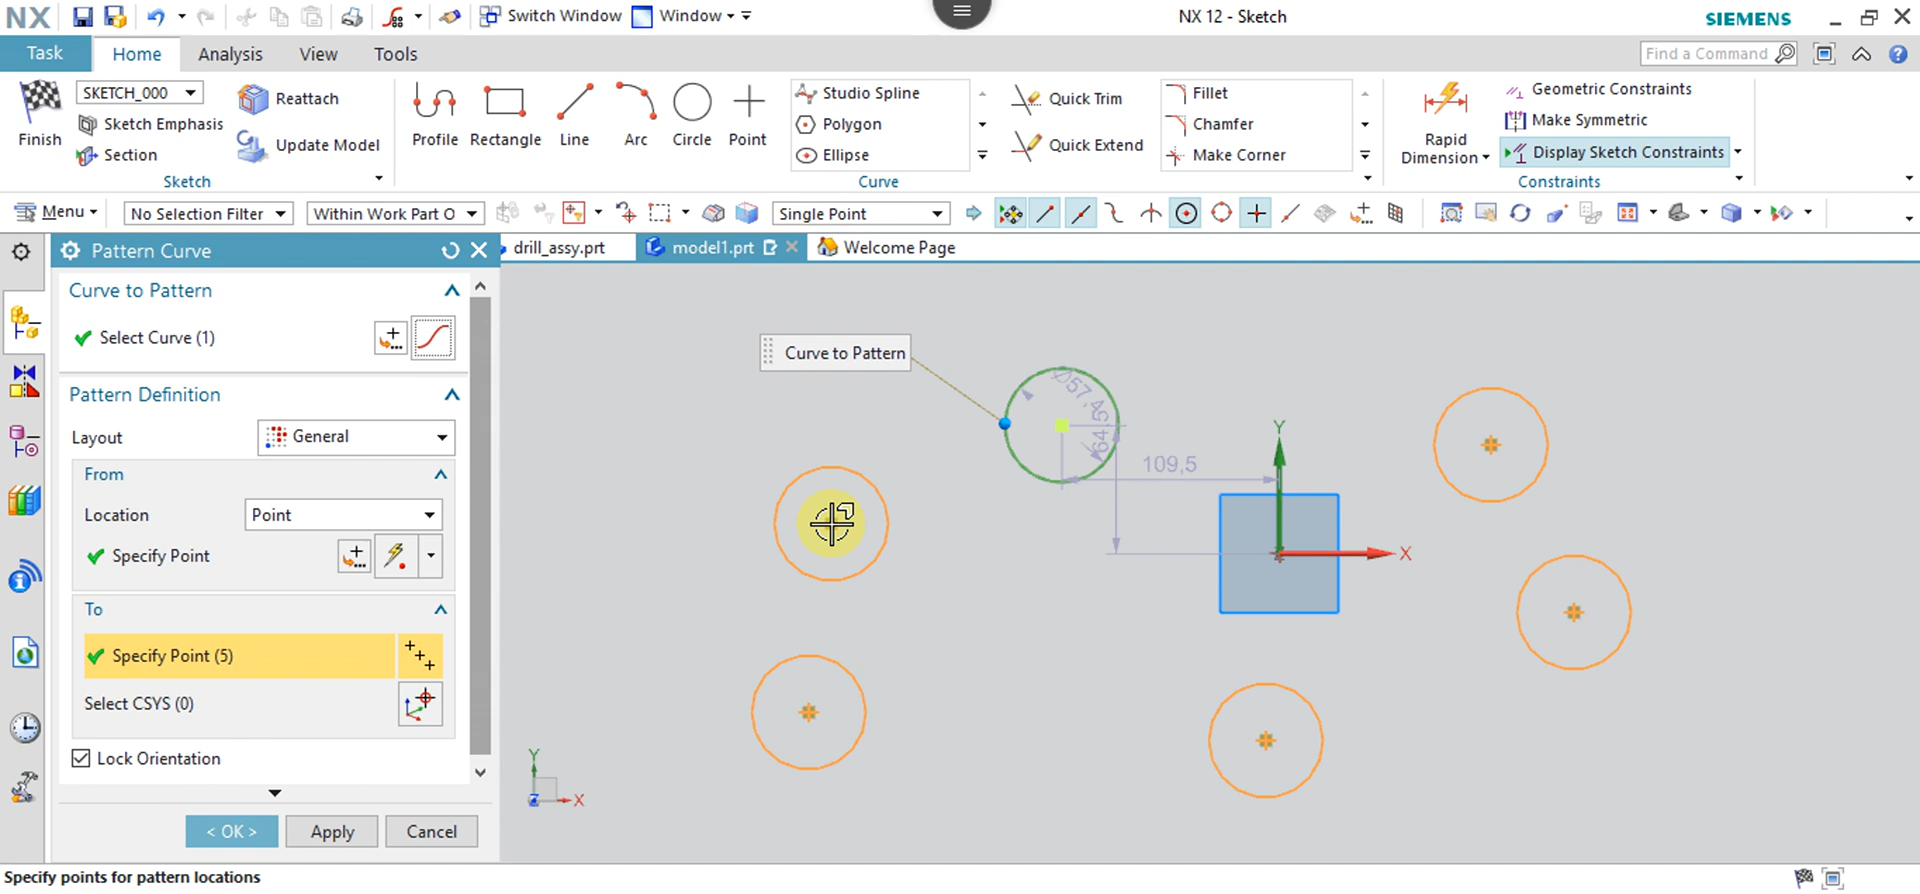 NX
Switch Window
Window
NX 12 - Sketch
SIEMENS
Task
Home
Analysis
View
Tools
Find a Command
Finish
SKETCH_000
Sketch Emphasis
Section
Reattach
Update Model
Sketch
Profile
Rectangle
Line
Arc
Circle
Point
Studio Spline
Polygon
Ellipse
Curve
Quick Trim
Quick Extend
Fillet
Chamfer
Make Corner
Rapid
Dimension
Geometric Constraints
Make Symmetric
Display Sketch Constraints
Constraints
Menu
No Selection Filter
Within Work Part O
Single Point
Pattern Curve
drill_assy.prt
model1.prt
Welcome Page
Curve to Pattern
Select Curve (1)
Pattern Definition
Layout
General
From
Location
Point
Specify Point
To
Specify Point (5)
Select CSYS (0)
Lock Orientation
< OK >
Apply
Cancel
Curve to Pattern
109,5
Y
X
Y
X
Specify points for pattern locations